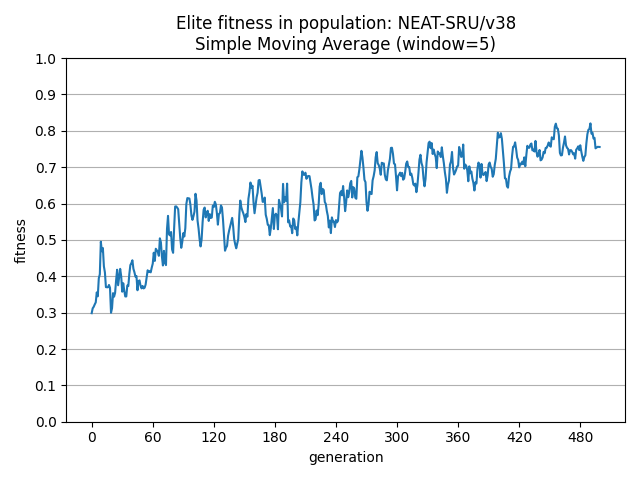 Elite fitness in population: NEAT-SRU/v38
Simple Moving Average (window=5)
1.0
0.9
0.8
0.7
0.6
0.5
0.4
0.3
0.2
0.1
0.0
fitness
0 60 120 180 240 300 360 420 480
generation